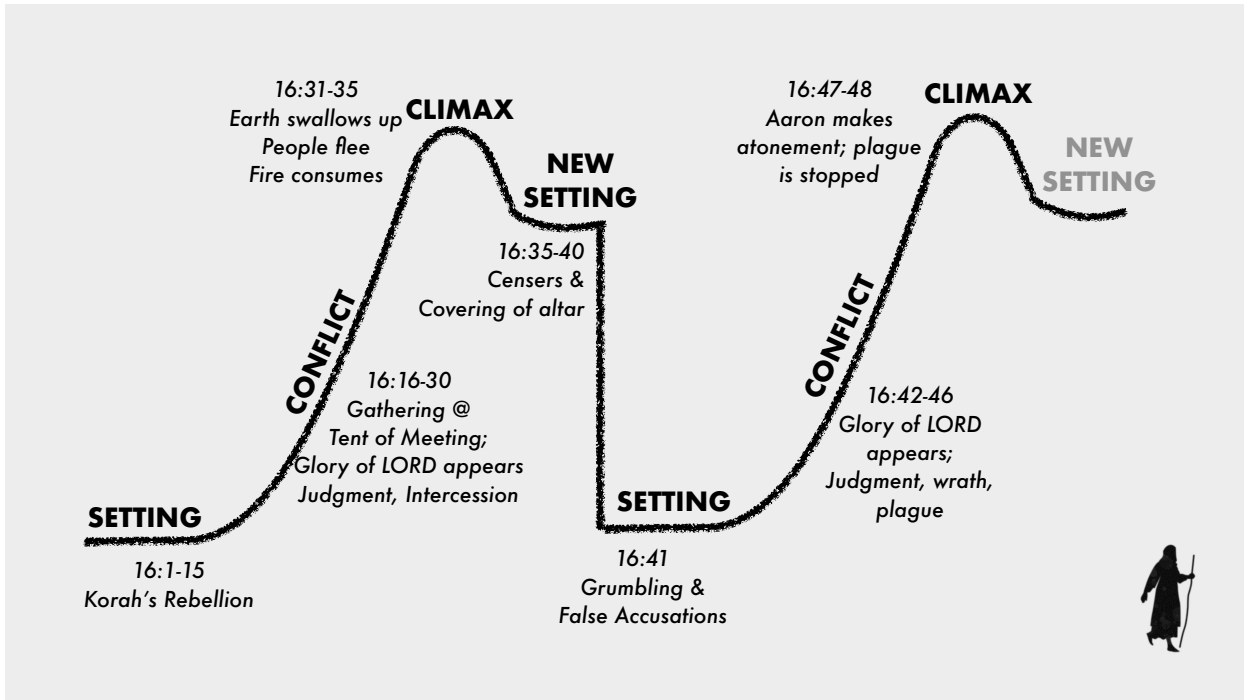 16:31-35
Earth swallows up
People flee
Fire consumes
CLIMAX
NEW
SETTING
16:35-40
Censers &
Covering of altar
CONFLICT
16:16-30
Gathering @
Tent of Meeting;
Glory of LORD appears
Judgment, Intercession
SETTING
16:1-15
Korah's Rebellion
16:47-48
Aaron makes
atonement; plague
is stopped
CLIMAX
NEW
SETTING
CONFLICT
16:42-46
Glory of LORD
appears;
Judgment, wrath,
plague
SETTING
16:41
Grumbling &
False Accusations